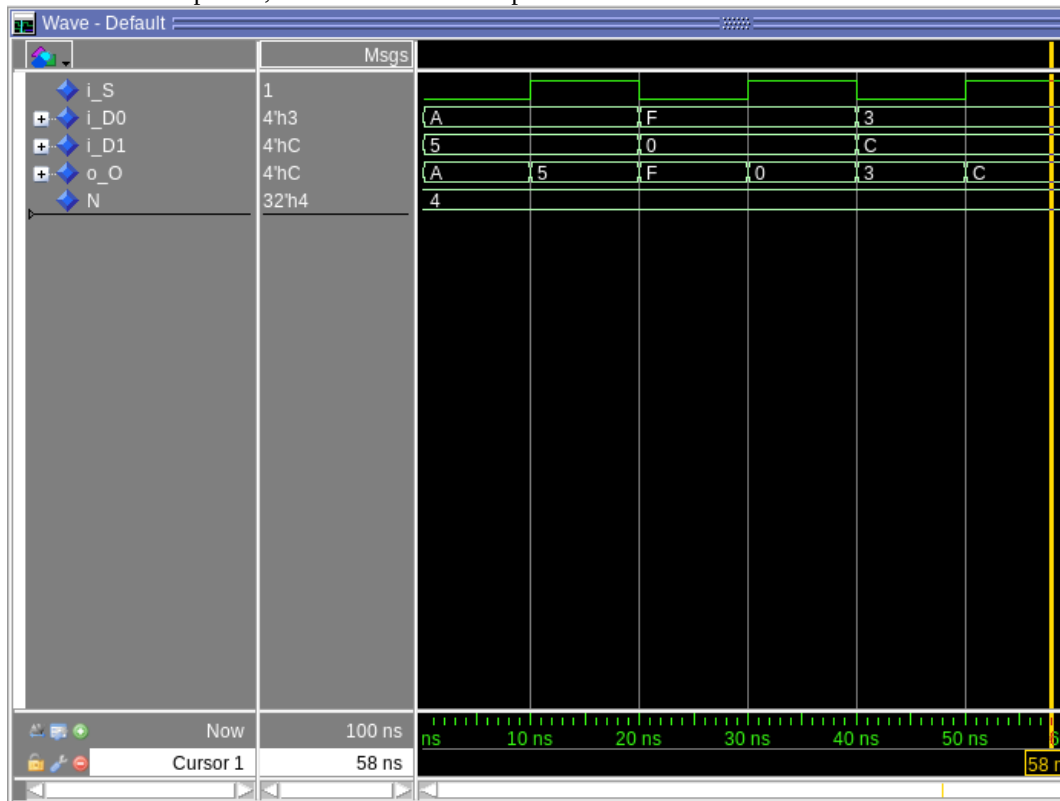 Wave - Default
Msgs
i_S 1
i_D0 4'h3 A F 3
i_D1 4'hC 5 0 C
o_O 4'hC A 5 F 0 3 C
N 32'h4 4
Now 100 ns ns 10 ns 20 ns 30 ns 40 ns 50 ns
Cursor 1 58 ns 58 n